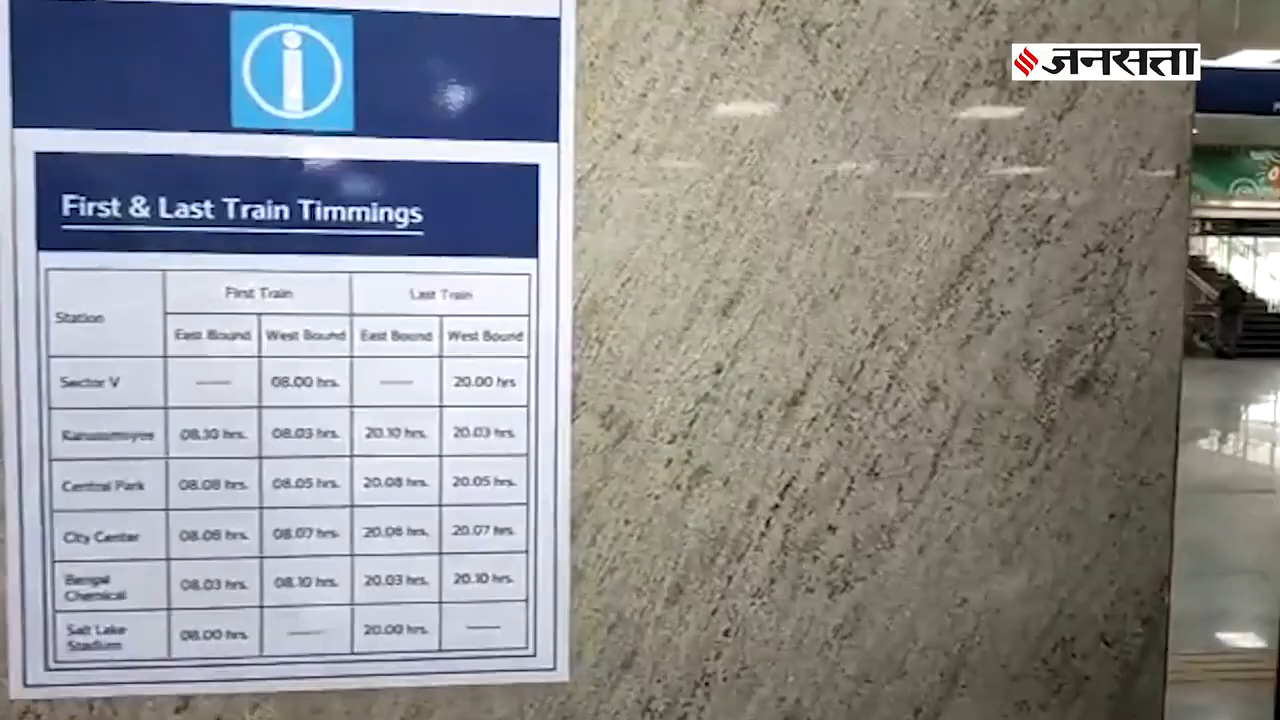 जनसत्ता
First & Last Train Timmings
Station First Train Last Train
East Bound West Bound East Bound West Bound
Sector V —— 08.00 hrs. —— 20.00 hrs
Karunamoyee 08.10 hrs. 08.03 hrs. 20.10 hrs. 20.03 hrs.
Central Park 08.08 hrs. 08.05 hrs. 20.08 hrs. 20.05 hrs.
City Center 08.06 hrs. 08.07 hrs. 20.06 hrs. 20.07 hrs.
Bengal Chemical 08.03 hrs. 08.10 hrs. 20.03 hrs. 20.10 hrs.
Salt Lake Stadium 08.00 hrs. —— 20.00 hrs. ——